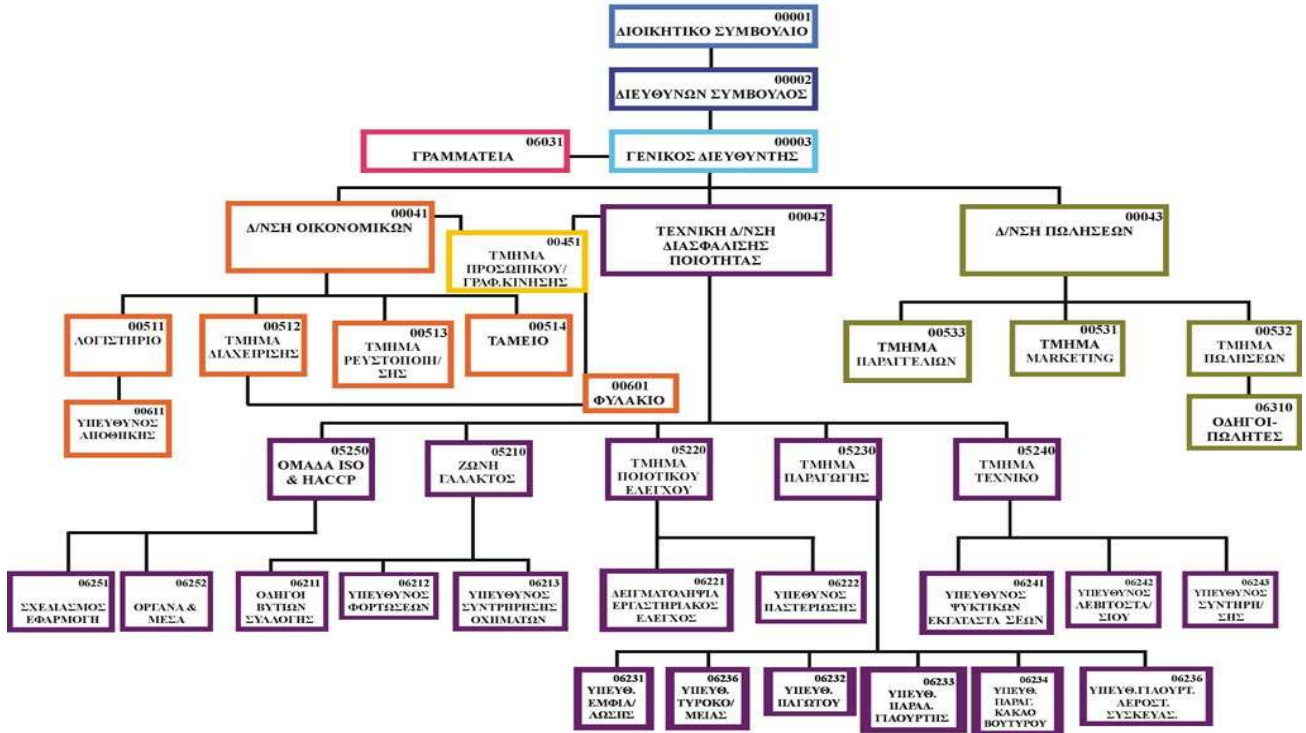 00001
ΔΙΟΙΚΗΤΙΚΟ ΣΥΜΒΟΥΛΙΟ
00002
ΔΙΕΥΘΥΝΩΝ ΣΥΜΒΟΥΛΟΣ
06031
ΓΡΑΜΜΑΤΕΙΑ
00003
ΓΕΝΙΚΟΣ ΔΙΕΥΘΥΝΤΗΣ
00041
Δ/ΝΣΗ ΟΙΚΟΝΟΜΙΚΩΝ
00451
ΤΜΗΜΑ
ΠΡΟΣΩΠΙΚΟΥ/
ΓΡΑΦ.ΚΙΝΗΣΗΣ
00042
ΤΕΧΝΙΚΗ Δ/ΝΣΗ
ΔΙΑΣΦΑΛΙΣΗΣ
ΠΟΙΟΤΗΤΑΣ
00043
Δ/ΝΣΗ ΠΩΛΗΣΕΩΝ
00511
ΛΟΓΙΣΤΗΡΙΟ
00512
ΤΜΗΜΑ
ΔΙΑΧΕΙΡΙΣΗΣ
00513
ΤΜΗΜΑ
ΡΕΥΣΤΟΠΟΙΗ/
ΣΗΣ
00514
ΤΑΜΕΙΟ
00533
ΤΜΗΜΑ
ΠΑΡΑΓΓΕΛΙΩΝ
00531
ΤΜΗΜΑ
MARKETING
00532
ΤΜΗΜΑ
ΠΩΛΗΣΕΩΝ
00611
ΥΠΕΥΘΥΝΟΣ
ΑΠΟΘΗΚΗΣ
00601
ΦΥΛΑΚΙΟ
06310
ΟΔΗΓΟΙ-
ΠΩΛΗΤΕΣ
05250
ΟΜΑΔΑ ISO
& HACCP
05210
ΖΩΝΗ
ΓΑΛΑΚΤΟΣ
05220
ΤΜΗΜΑ
ΠΟΙΟΤΙΚΟΥ
ΕΛΕΓΧΟΥ
05230
ΤΜΗΜΑ
ΠΑΡΑΓΩΓΗΣ
05240
ΤΜΗΜΑ
ΤΕΧΝΙΚΟ
06251
ΣΧΕΔΙΑΣΜΟΣ
ΕΦΑΡΜΟΓΗ
06252
ΟΡΓΑΝΑ &
ΜΕΣΑ
06211
ΟΔΗΓΟΙ
ΒΥΤΙΩΝ
ΣΥΛΛΟΓΗΣ
06212
ΥΠΕΥΘΥΝΟΣ
ΦΟΡΤΩΣΕΩΝ
06213
ΥΠΕΥΘΥΝΟΣ
ΣΥΝΤΡΗΡΗΣΗΣ
ΟΧΗΜΑΤΩΝ
06221
ΔΕΙΓΜΑΤΟΛΗΨΙΑ
ΕΡΓΑΣΤΗΡΙΑΚΟΣ
ΕΛΕΓΧΟΣ
06222
ΥΠΕΘΥΝΟΣ
ΠΑΣΤΕΡΙΩΣΗΣ
06241
ΥΠΕΥΘΥΝΟΣ
ΨΥΚΤΙΚΩΝ
ΕΚΓΑΤΑΣΤΑ ΣΕΩΝ
06242
ΥΠΕΥΘΥΝΟΣ
ΛΕΒΙΤΟΣΤΑ/
ΣΙΟΥ
06243
ΥΠΕΥΘΥΝΟΣ
ΣΥΝΤΗΡΗ/
ΣΗΣ
06231
ΥΠΕΥΘ.
ΕΜΦΙΑ/
ΛΩΣΗΣ
06236
ΥΠΕΥΘ.
ΤΥΡΟΚΟ/
ΜΕΙΑΣ
06232
ΥΠΕΥΘ.
ΠΑΓΩΤΟΥ
06233
ΥΠΕΥΘ.
ΠΑΡΑΔ.
ΓΙΑΟΥΡΤΗΣ
06234
ΥΠΕΥΘ.
ΠΑΡΑΓ.
ΚΑΚΑΟ
ΒΟΥΤΥΡΟΥ
06236
ΥΠΕΥΘ.ΓΙΑΟΥΡΤ.
ΑΕΡΟΣΤ.
ΣΥΣΚΕΥΑΣ.